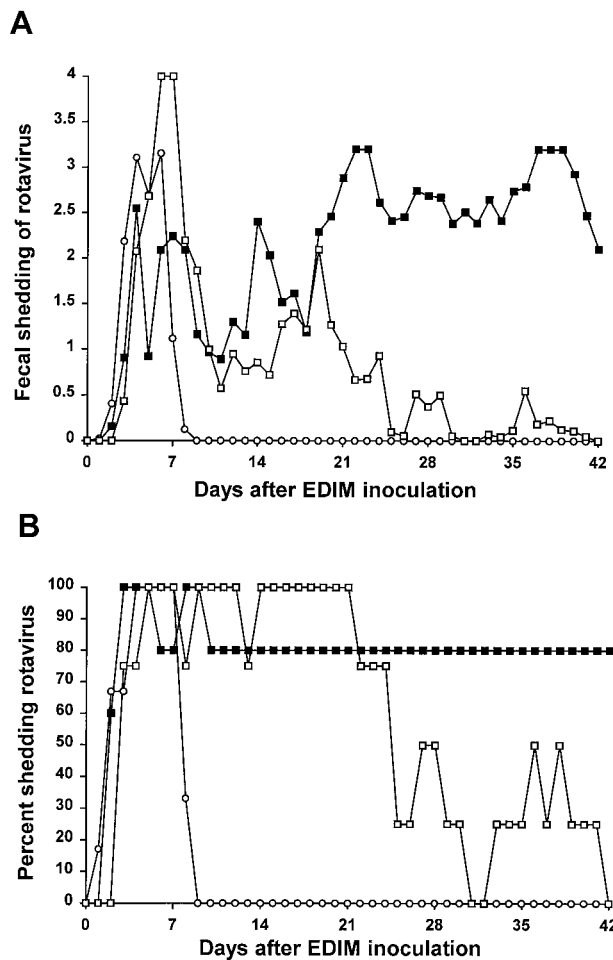 A
Fecal shedding of rotavirus
4
3.5
3
2.5
2
1.5
1
0.5
0
0 7 14 21 28 35 42
Days after EDIM inoculation
B
Percent shedding rotavirus
100
90
80
70
60
50
40
30
20
10
0
0 7 14 21 28 35 42
Days after EDIM inoculation